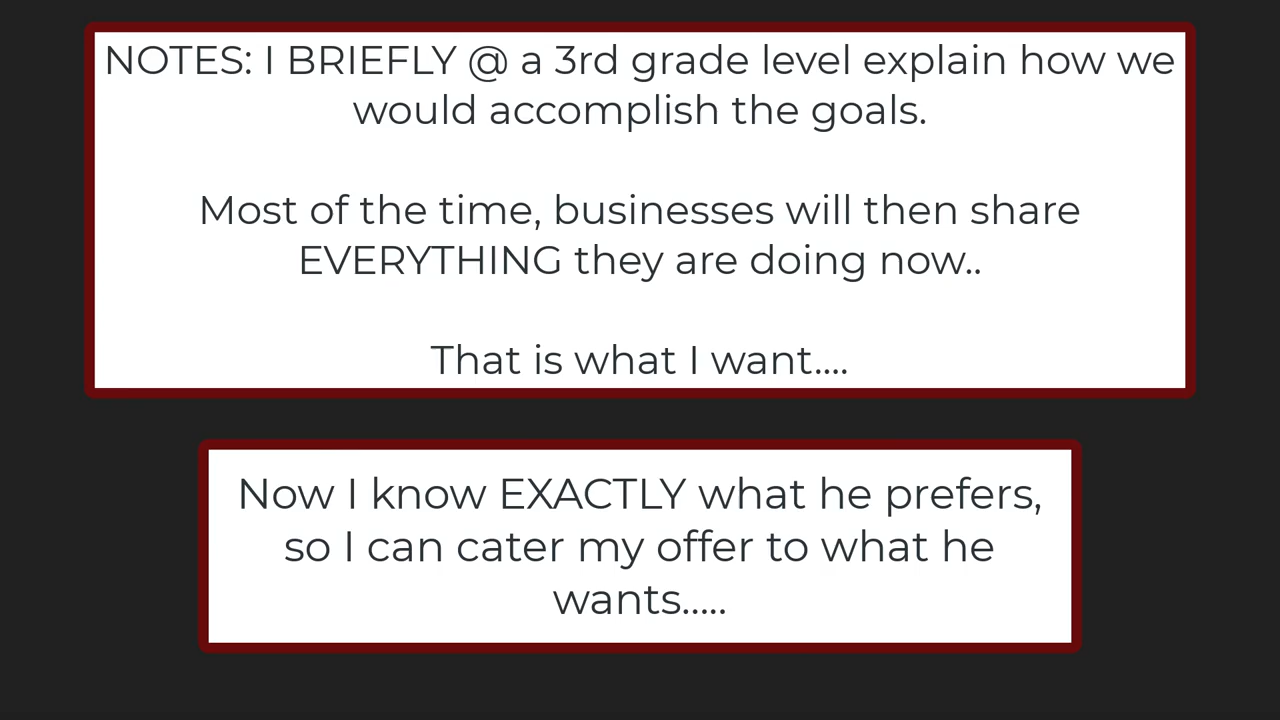 NOTES: I BRIEFLY @ a 3rd grade level explain how we
would accomplish the goals.
Most of the time, businesses will then share
EVERYTHING they are doing now..
That is what I want....
Now I know EXACTLY what he prefers,
so I can cater my offer to what he
wants.....